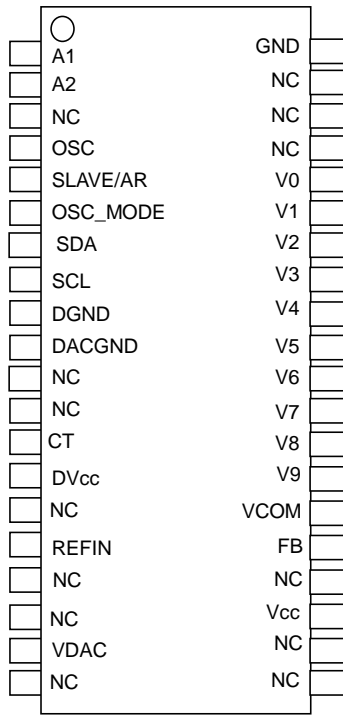 A1 GND
A2 NC
NC NC
OSC NC
SLAVE/AR V0
OSC_MODE V1
SDA V2
SCL V3
DGND V4
DACGND V5
NC V6
NC V7
CT V8
DVcc V9
NC VCOM
REFIN FB
NC NC
NC Vcc
VDAC NC
NC NC